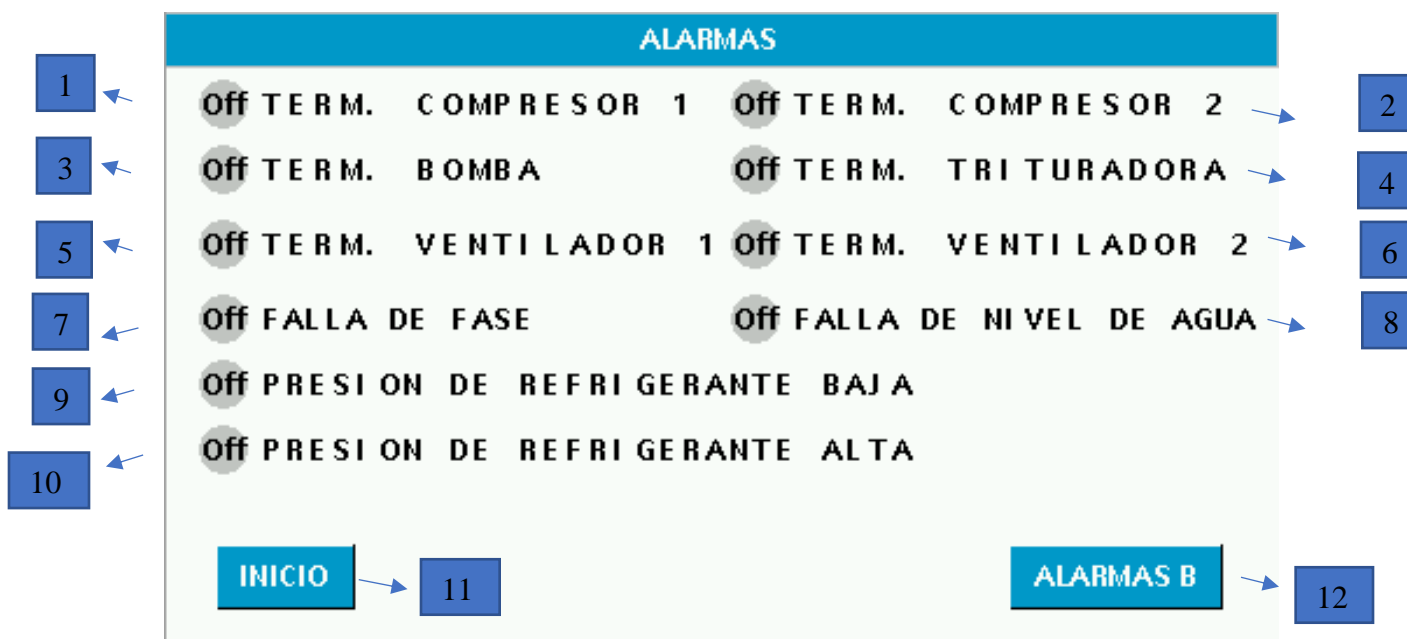 ALARMAS
1 Off TERM. COMPRESOR 1 Off TERM. COMPRESOR 2 2
3 Off TERM. BOMBA Off TERM. TRITURADORA 4
5 Off TERM. VENTILADOR 1 Off TERM. VENTILADOR 2 6
7 Off FALLA DE FASE Off FALLA DE NIVEL DE AGUA 8
9 Off PRESION DE REFRIGERANTE BAJA
10 Off PRESION DE REFRIGERANTE ALTA
INICIO 11 ALARMAS B 12